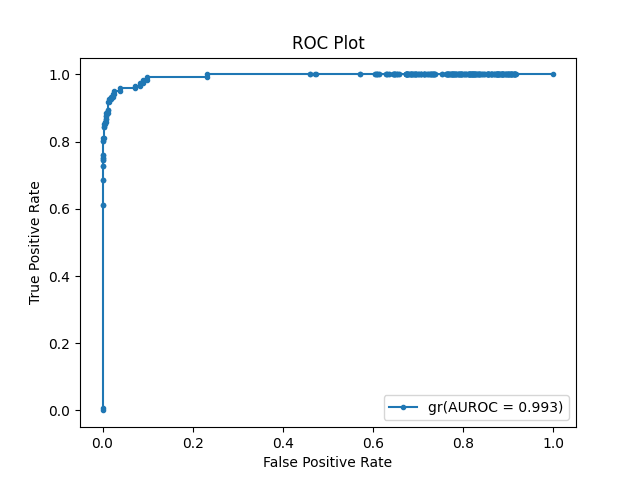 ROC Plot
True Positive Rate
1.0
0.8
0.6
0.4
0.2
0.0
gr(AUROC = 0.993)
0.0 0.2 0.4 0.6 0.8 1.0
False Positive Rate